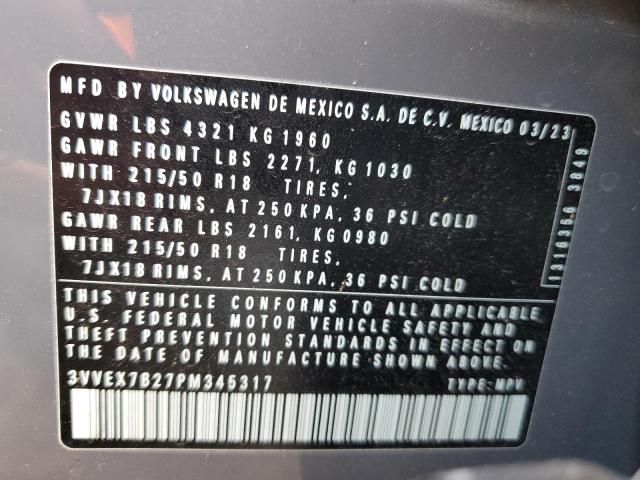 MFD BY VOLKSWAGEN DE MEXICO S.A. DE C.V. MEXICO 03/23
GVWR LBS 4321 KG 1960
GAWR FRONT LBS 2271, KG 1030
WITH 215/50 R18 TIRES,
7JX18 RIMS, AT 250 KPA, 36 PSI COLD
GAWR REAR LBS 2161, KG 0980
WITH 215/50 R18 TIRES,
7JX18 RIMS, AT 250 KPA, 36 PSI COLD
THIS VEHICLE CONFORMS TO ALL APPLICABLE
U.S. FEDERAL MOTOR VEHICLE SAFETY AND
THEFT PREVENTION STANDARDS IN EFFECT ON
THE DATE OF MANUFACTURE SHOWN ABOVE.
3VVEX7B27PM345317 TYPE: MPV
13163566 3849